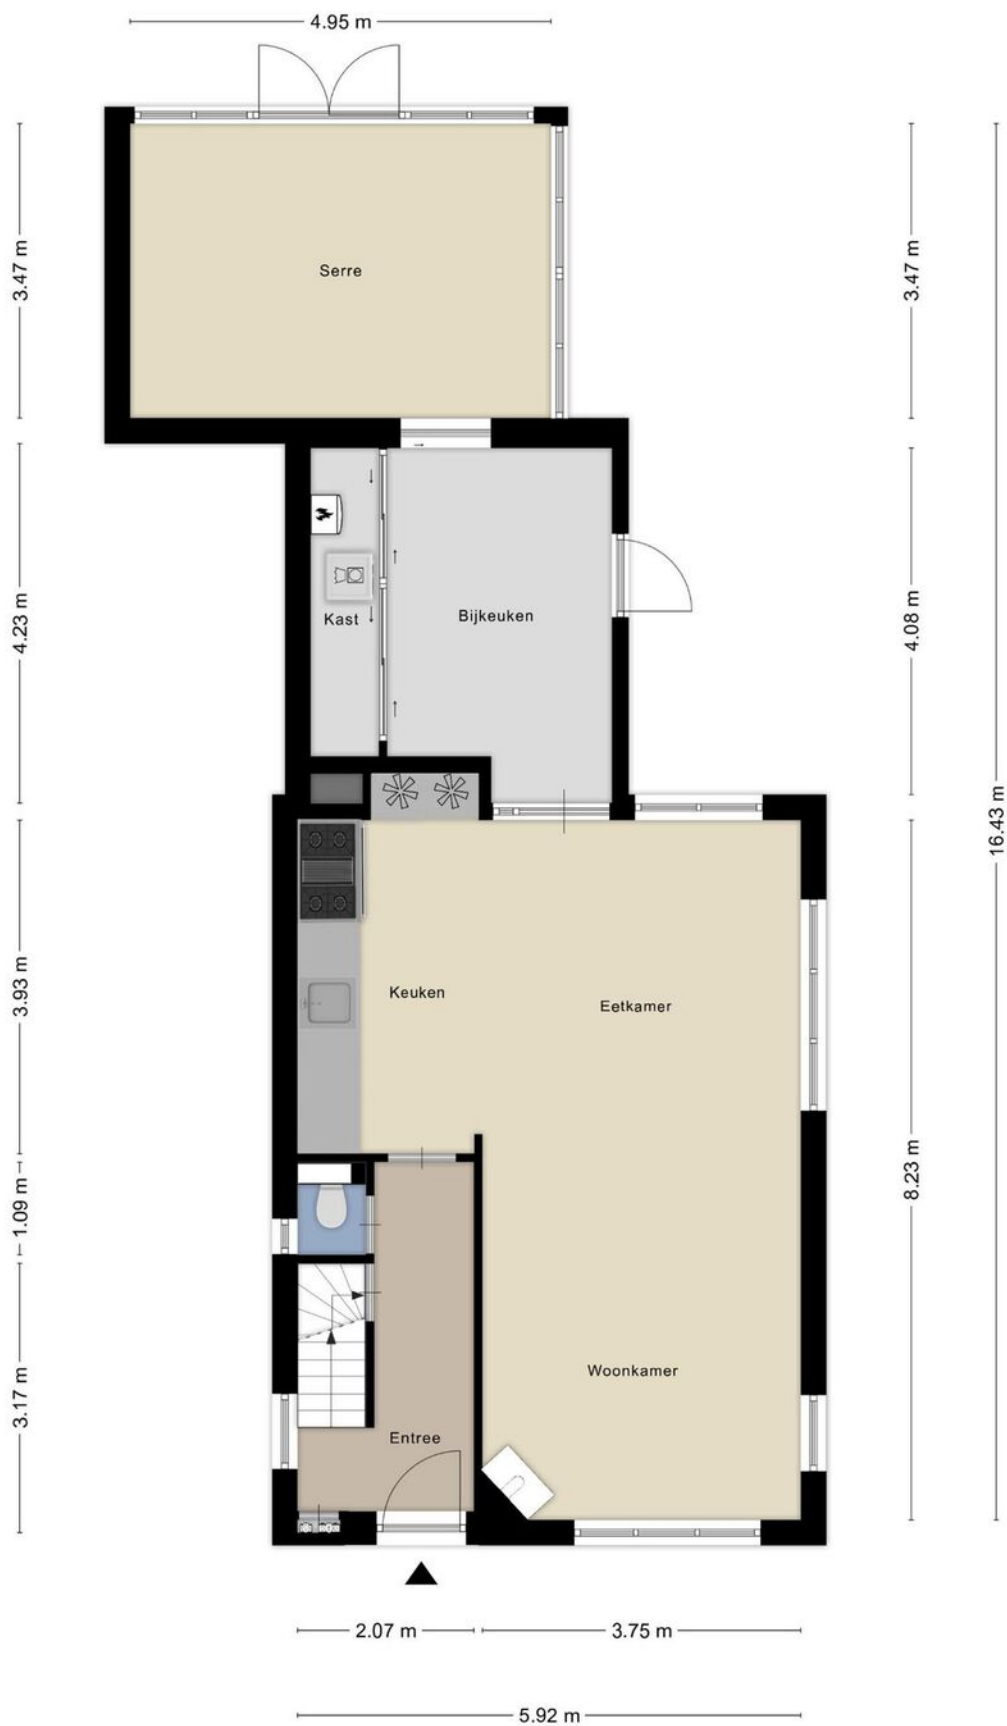 4.95 m
3.47 m
3.47 m
Serre
4.23 m
Kast
Bijkeuken
4.08 m
16.43 m
3.93 m
Keuken
Eetkamer
1.09 m
8.23 m
3.17 m
Woonkamer
Entree
2.07 m
3.75 m
5.92 m